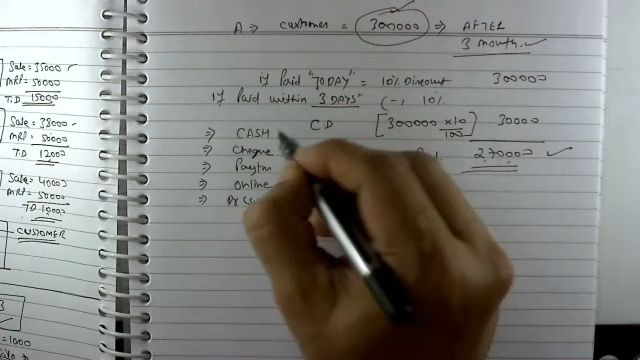 Sale = 35000
MRP = 50000
T.D 15000
Sale = 38000
MRP = 50000
T.D 12000
Sale = 40000
MRP = 50000
T.D 10000
CUSTOMER
= 1000
A => customer = 300000 => AFTER
3 month.
if Paid "TODAY" = 10% Discount 300000
if Paid within 3 DAYS" (-) 10%
C.D [300000 × 10 / 100] 30000
=> CASH
=> Cheque 270000
=> Paytm
=> online
=>